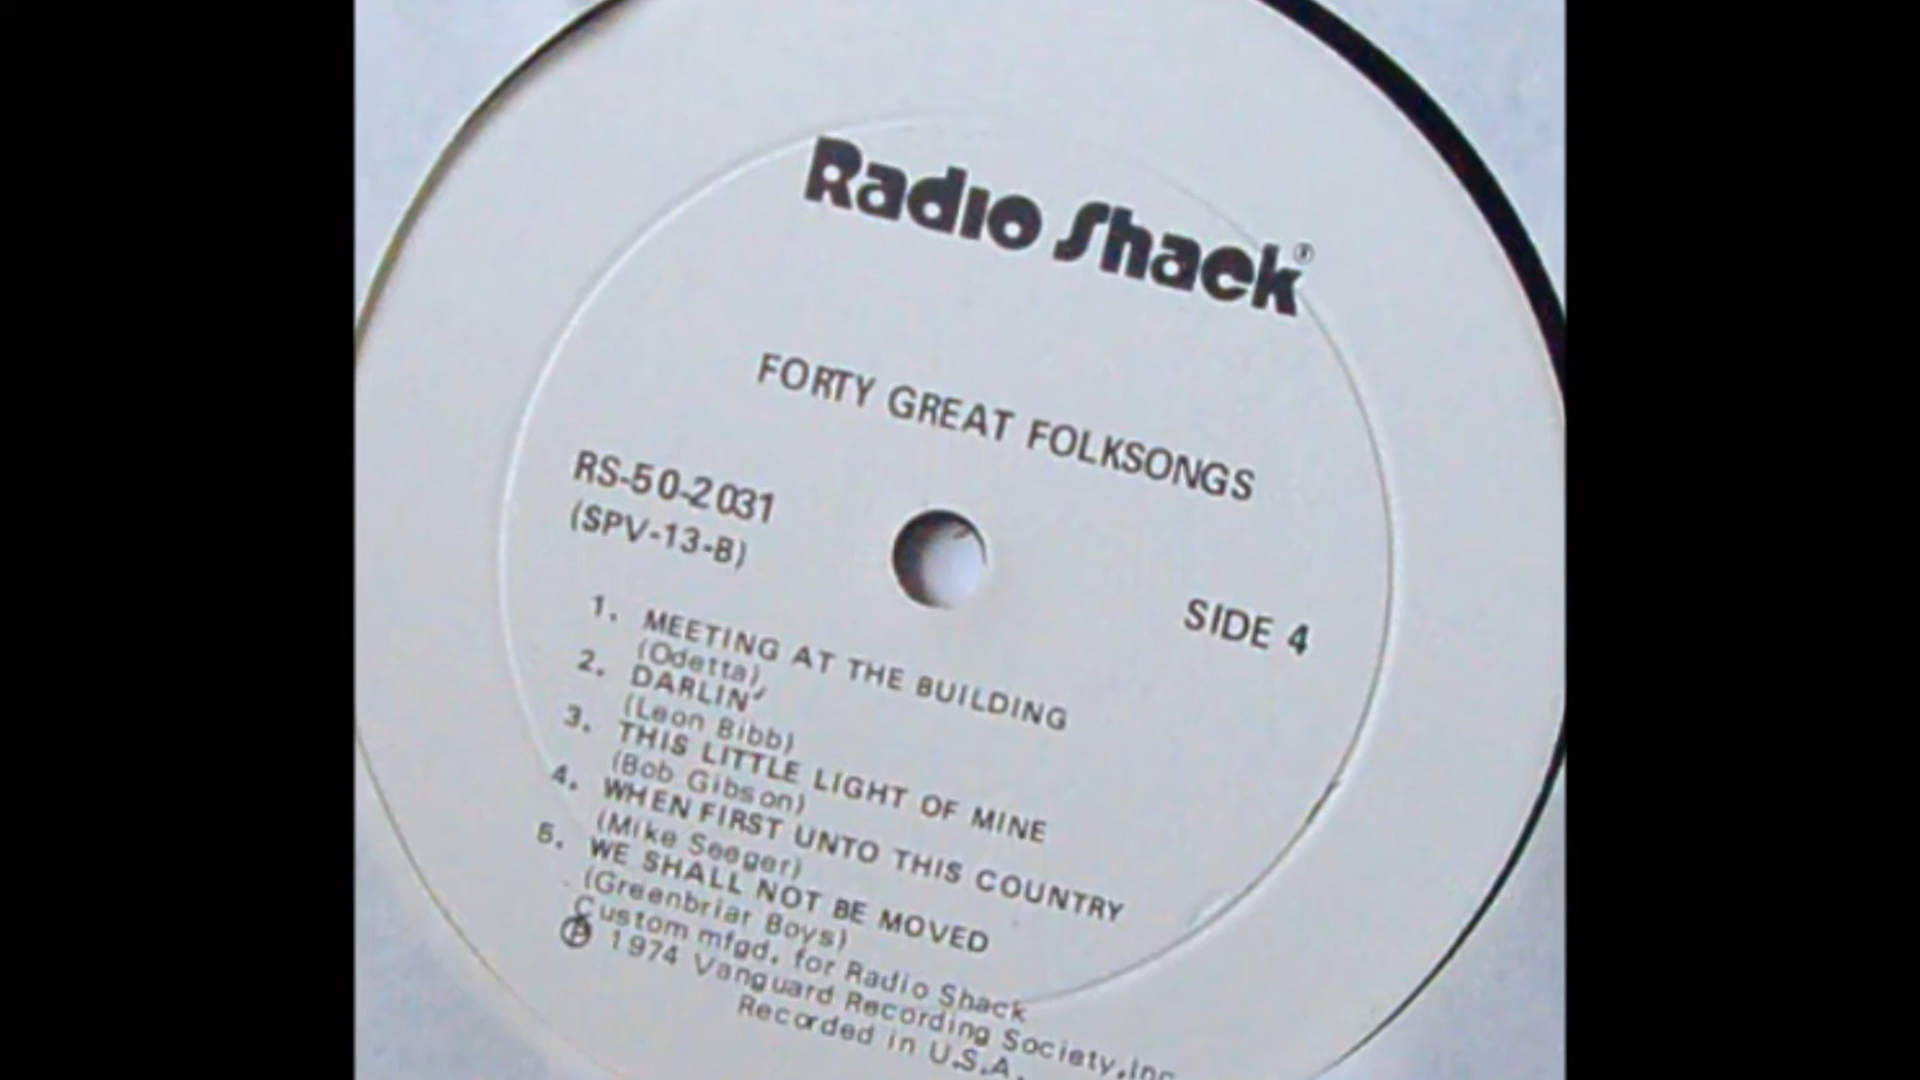 Radio Shack®
FORTY GREAT FOLKSONGS
RS-50-2031
(SPV-13-B)
SIDE 4
1. MEETING AT THE BUILDING
(Odetta)
2. DARLIN'
(Leon Bibb)
3. THIS LITTLE LIGHT OF MINE
(Bob Gibson)
4. WHEN FIRST UNTO THIS COUNTRY
(Mike Seeger)
5. WE SHALL NOT BE MOVED
(Greenbriar Boys)
Custom mfgd. for Radio Shack
℗ 1974 Vanguard Recording Society, Inc.
Recorded in U.S.A.